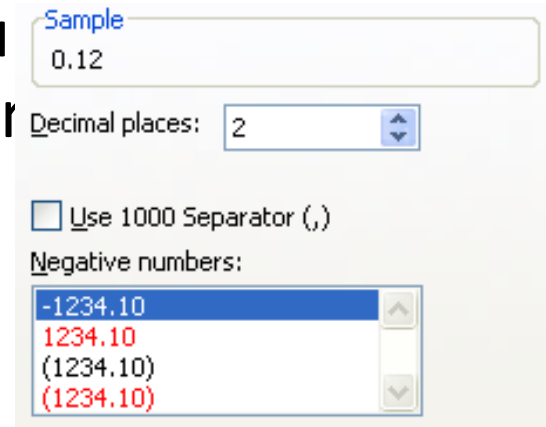 Sample
0.12
Decimal places: 2
Use 1000 Separator (,)
Negative numbers:
-1234.10
1234.10
(1234.10)
(1234.10)